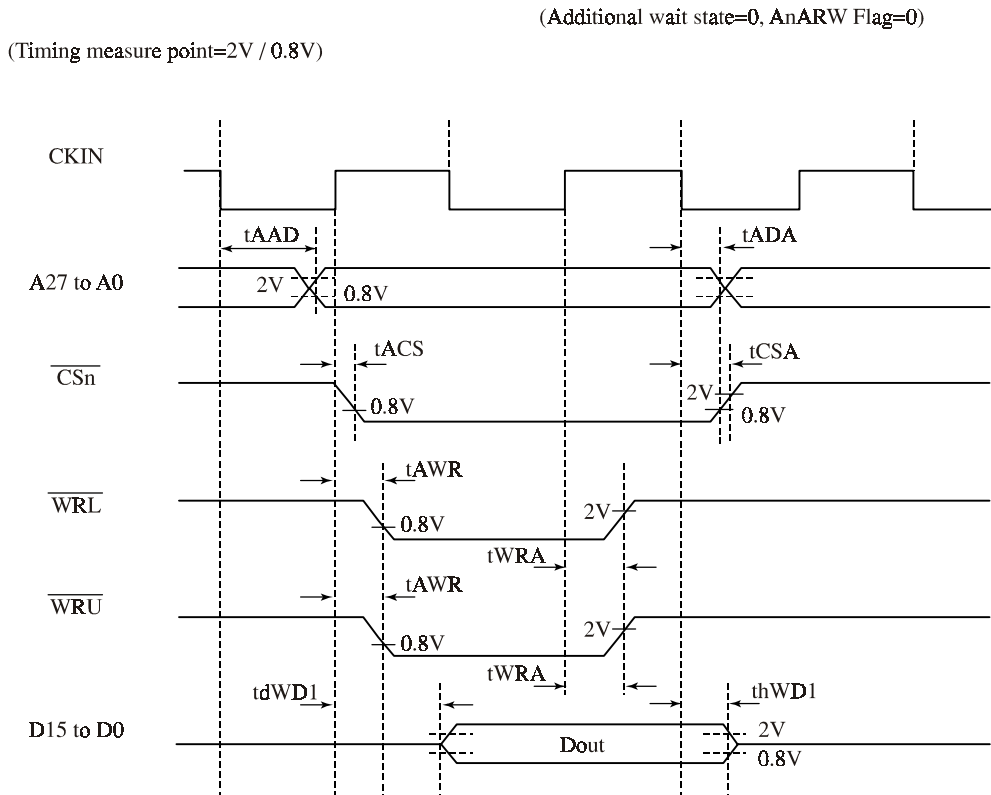 (Additional wait state=0, AnARW Flag=0)
(Timing measure point=2V / 0.8V)
CKIN
tAAD
tADA
A27 to A0
2V
0.8V
tACS
tCSA
CSn
0.8V
2V
0.8V
tAWR
WRL
0.8V
2V
tWRA
tAWR
WRU
0.8V
2V
tWRA
tdWD1
thWD1
D15 to D0
Dout
2V
0.8V